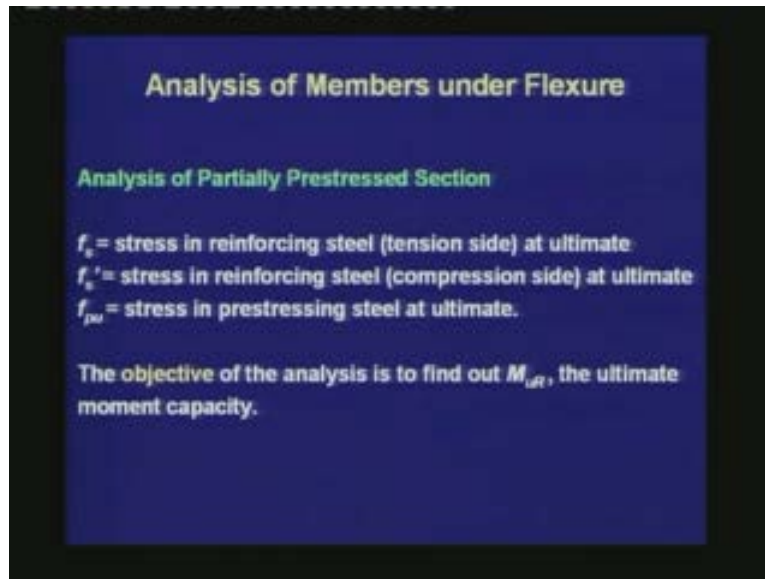 Analysis of Members under Flexure
Analysis of Partially Prestressed Section
fs = stress in reinforcing steel (tension side) at ultimate
fs' = stress in reinforcing steel (compression side) at ultimate
fpu = stress in prestressing steel at ultimate.
The objective of the analysis is to find out MuR, the ultimate
moment capacity.